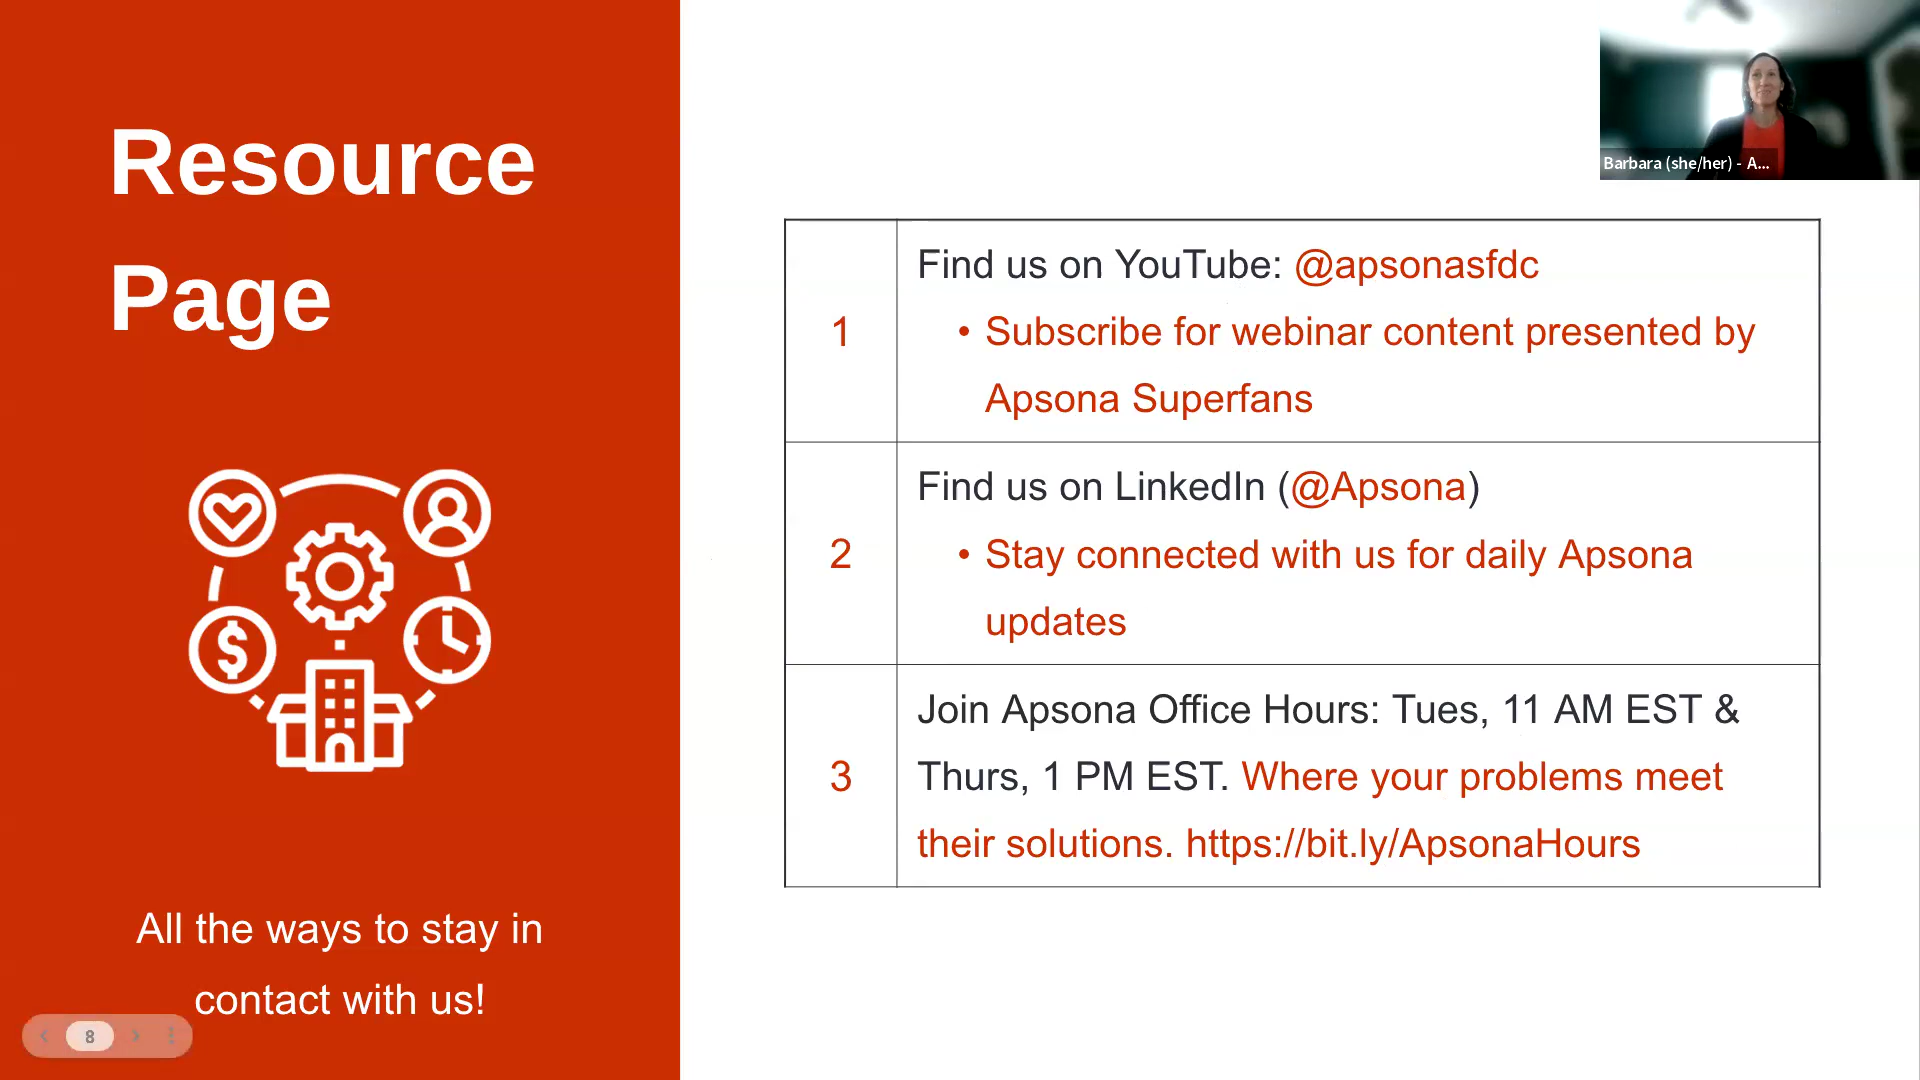 Resource
Page
All the ways to stay in
contact with us!
8
Barbara (she/her) - A...
1
Find us on YouTube: @apsonasfdc
• Subscribe for webinar content presented by
Apsona Superfans
2
Find us on LinkedIn (@Apsona)
• Stay connected with us for daily Apsona
updates
3
Join Apsona Office Hours: Tues, 11 AM EST &
Thurs, 1 PM EST. Where your problems meet
their solutions. https://bit.ly/ApsonaHours